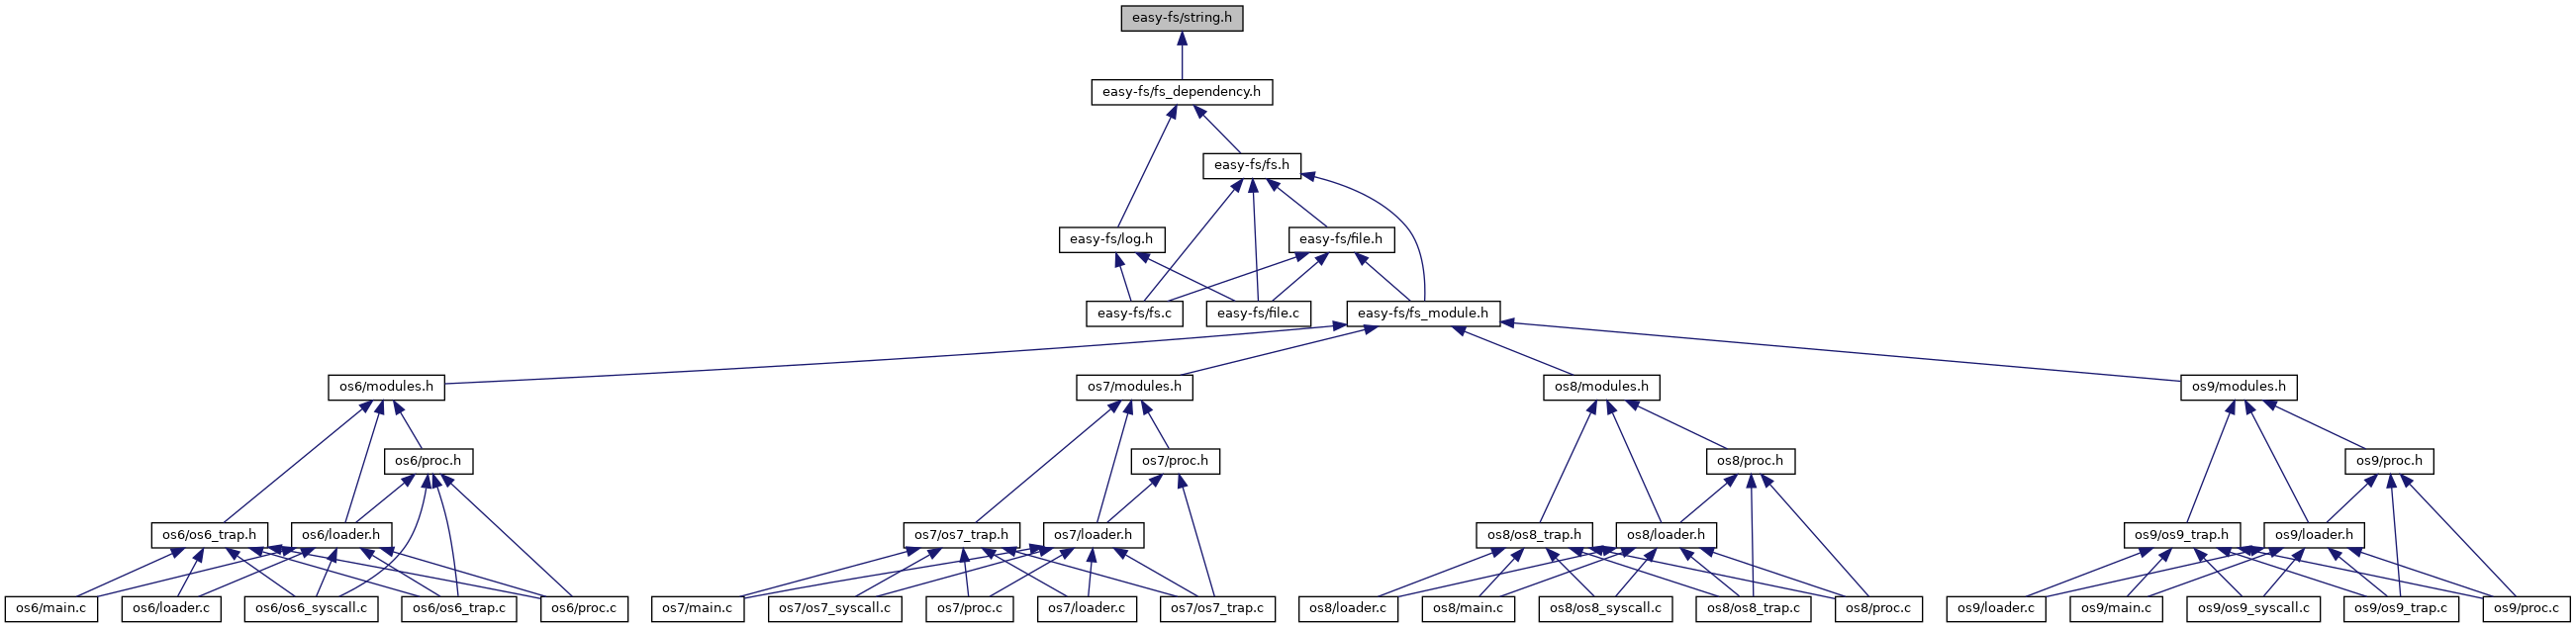 easy-fs/string.h
easy-fs/fs_dependency.h
easy-fs/fs.h
easy-fs/log.h
easy-fs/file.h
easy-fs/fs.c
easy-fs/file.c
easy-fs/fs_module.h
os6/modules.h
os7/modules.h
os8/modules.h
os9/modules.h
os6/proc.h
os7/proc.h
os8/proc.h
os9/proc.h
os6/os6_trap.h
os6/loader.h
os7/os7_trap.h
os7/loader.h
os8/os8_trap.h
os8/loader.h
os9/os9_trap.h
os9/loader.h
os6/main.c
os6/loader.c
os6/os6_syscall.c
os6/os6_trap.c
os6/proc.c
os7/main.c
os7/os7_syscall.c
os7/proc.c
os7/loader.c
os7/os7_trap.c
os8/loader.c
os8/main.c
os8/os8_syscall.c
os8/os8_trap.c
os8/proc.c
os9/loader.c
os9/main.c
os9/os9_syscall.c
os9/os9_trap.c
os9/proc.c